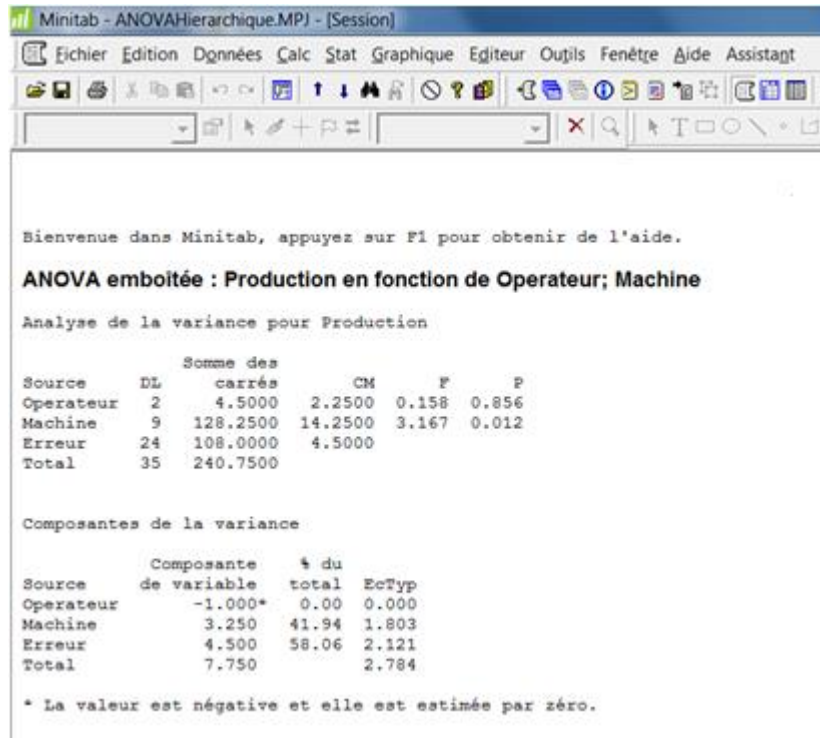 Minitab - ANOVAHierarchique.MPJ - [Session]
Fichier Edition Données Calc Stat Graphique Editeur Outils Fenêtre Aide Assistant
Bienvenue dans Minitab, appuyez sur F1 pour obtenir de l'aide.
ANOVA emboîtée : Production en fonction de Operateur; Machine
Analyse de la variance pour Production
Somme des
Source DL carrés CM F P
Operateur 2 4.5000 2.2500 0.158 0.856
Machine 9 128.2500 14.2500 3.167 0.012
Erreur 24 108.0000 4.5000
Total 35 240.7500
Composantes de la variance
Composante % du
Source de variable total EcTyp
Operateur -1.000* 0.00 0.000
Machine 3.250 41.94 1.803
Erreur 4.500 58.06 2.121
Total 7.750 2.784
* La valeur est négative et elle est estimée par zéro.